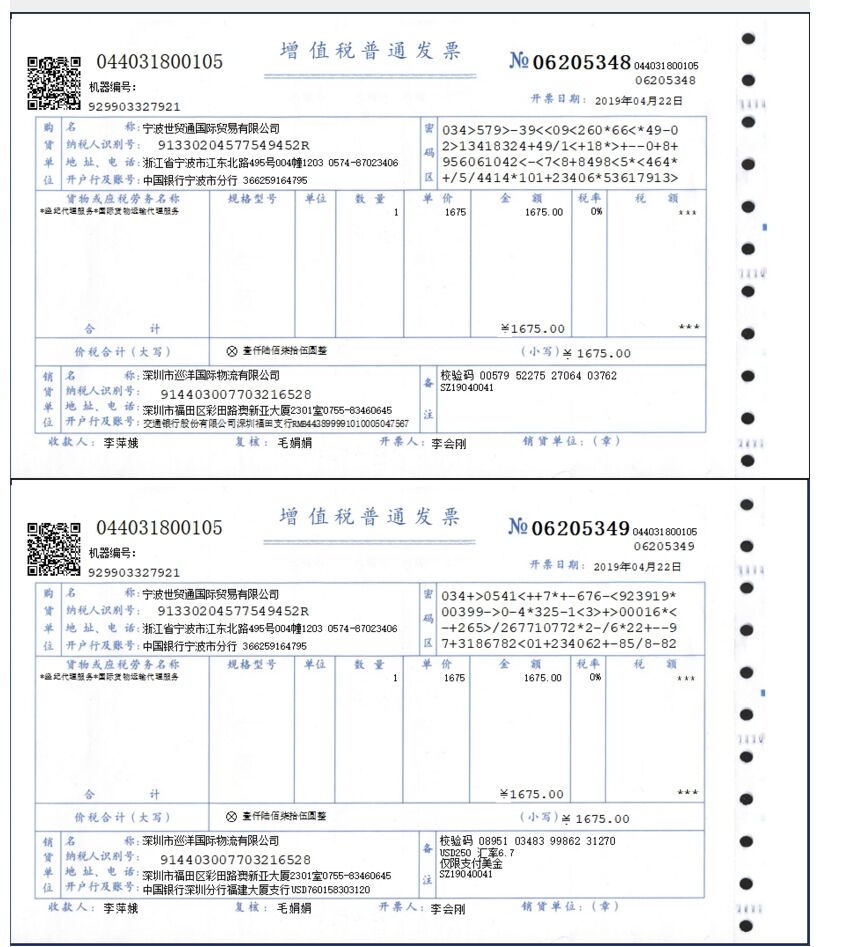 增值税普通发票
044031800105
№ 06205348 044031800105
06205348
机器编号:
929903327921
开票日期: 2019年04月22日
购货单位
名称:宁波世贸通国际贸易有限公司
纳税人识别号: 91330204577549452R
地址、电话:浙江省宁波市江东北路495号004幢1203 0574-87023406
开户行及账号:中国银行宁波市分行 366259164795
密码区
034>579>-39<<09<260*66<*49-0
2>13418324+49/1<+18*>+--0+8+
956061042<-<7<8+8498<5*<464*
+/5/4414*101+23406*53617913>
货物或应税劳务名称 规格型号 单位 数量 单价 金额 税率 税额
*经纪代理服务*国际货物运输代理服务 1 1675 1675.00 0% ***
合计 ¥1675.00 ***
价税合计(大写) ⊗ 壹仟陆佰柒拾伍圆整 (小写) ¥ 1675.00
销货单位
名称:深圳市巡洋国际物流有限公司
纳税人识别号: 914403007703216528
地址、电话:深圳市福田区彩田路澳新亚大厦2301室0755-83460645
开户行及账号:交通银行股份有限公司深圳福田支行RMB443899991010005047567
备注
校验码 00579 52275 27064 03762
SZ19040041
收款人: 李萍娥 复核: 毛娟娟 开票人: 李会刚 销货单位:(章)
增值税普通发票
044031800105
№ 06205349 044031800105
06205349
机器编号:
929903327921
开票日期: 2019年04月22日
购货单位
名称:宁波世贸通国际贸易有限公司
纳税人识别号: 91330204577549452R
地址、电话:浙江省宁波市江东北路495号004幢1203 0574-87023406
开户行及账号:中国银行宁波市分行 366259164795
密码区
034+>0541<++7*+-676-<923919*
00399->0-4*325-1<3>+>00016*<
-+265>/267710772*2-/6*22+--9
7+3186782<01+234062+-85/8-82
货物或应税劳务名称 规格型号 单位 数量 单价 金额 税率 税额
*经纪代理服务*国际货物运输代理服务 1 1675 1675.00 0% ***
合计 ¥1675.00 ***
价税合计(大写) ⊗ 壹仟陆佰柒拾伍圆整 (小写) ¥ 1675.00
销货单位
名称:深圳市巡洋国际物流有限公司
纳税人识别号: 914403007703216528
地址、电话:深圳市福田区彩田路澳新亚大厦2301室0755-83460645
开户行及账号:中国银行深圳分行福建大厦支行USD760158303120
备注
校验码 08951 03483 99862 31270
USD250 汇率6.7
仅限支付美金
SZ19040041
收款人: 李萍娥 复核: 毛娟娟 开票人: 李会刚 销货单位:(章)